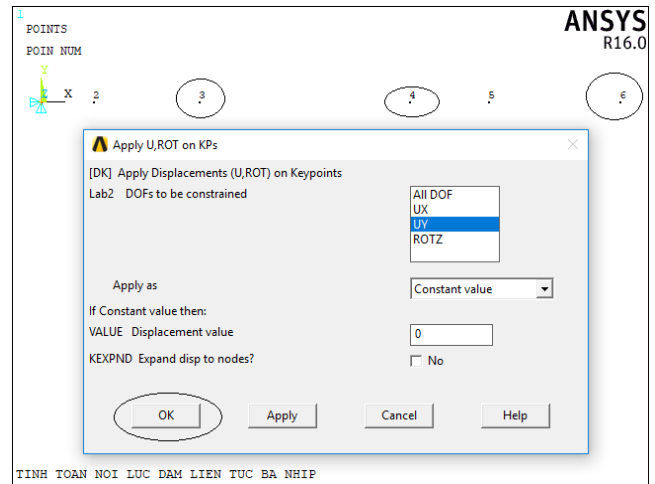 1
POINTS
POIN NUM
ANSYS
R16.0
Y
Z X 2 3 4 5 6
Apply U,ROT on KPs
[DK] Apply Displacements (U,ROT) on Keypoints
Lab2 DOFs to be constrained
All DOF
UX
UY
ROTZ
Apply as
Constant value
If Constant value then:
VALUE Displacement value
0
KEXPND Expand disp to nodes?
No
OK
Apply
Cancel
Help
TINH TOAN NOI LUC DAM LIEN TUC BA NHIP